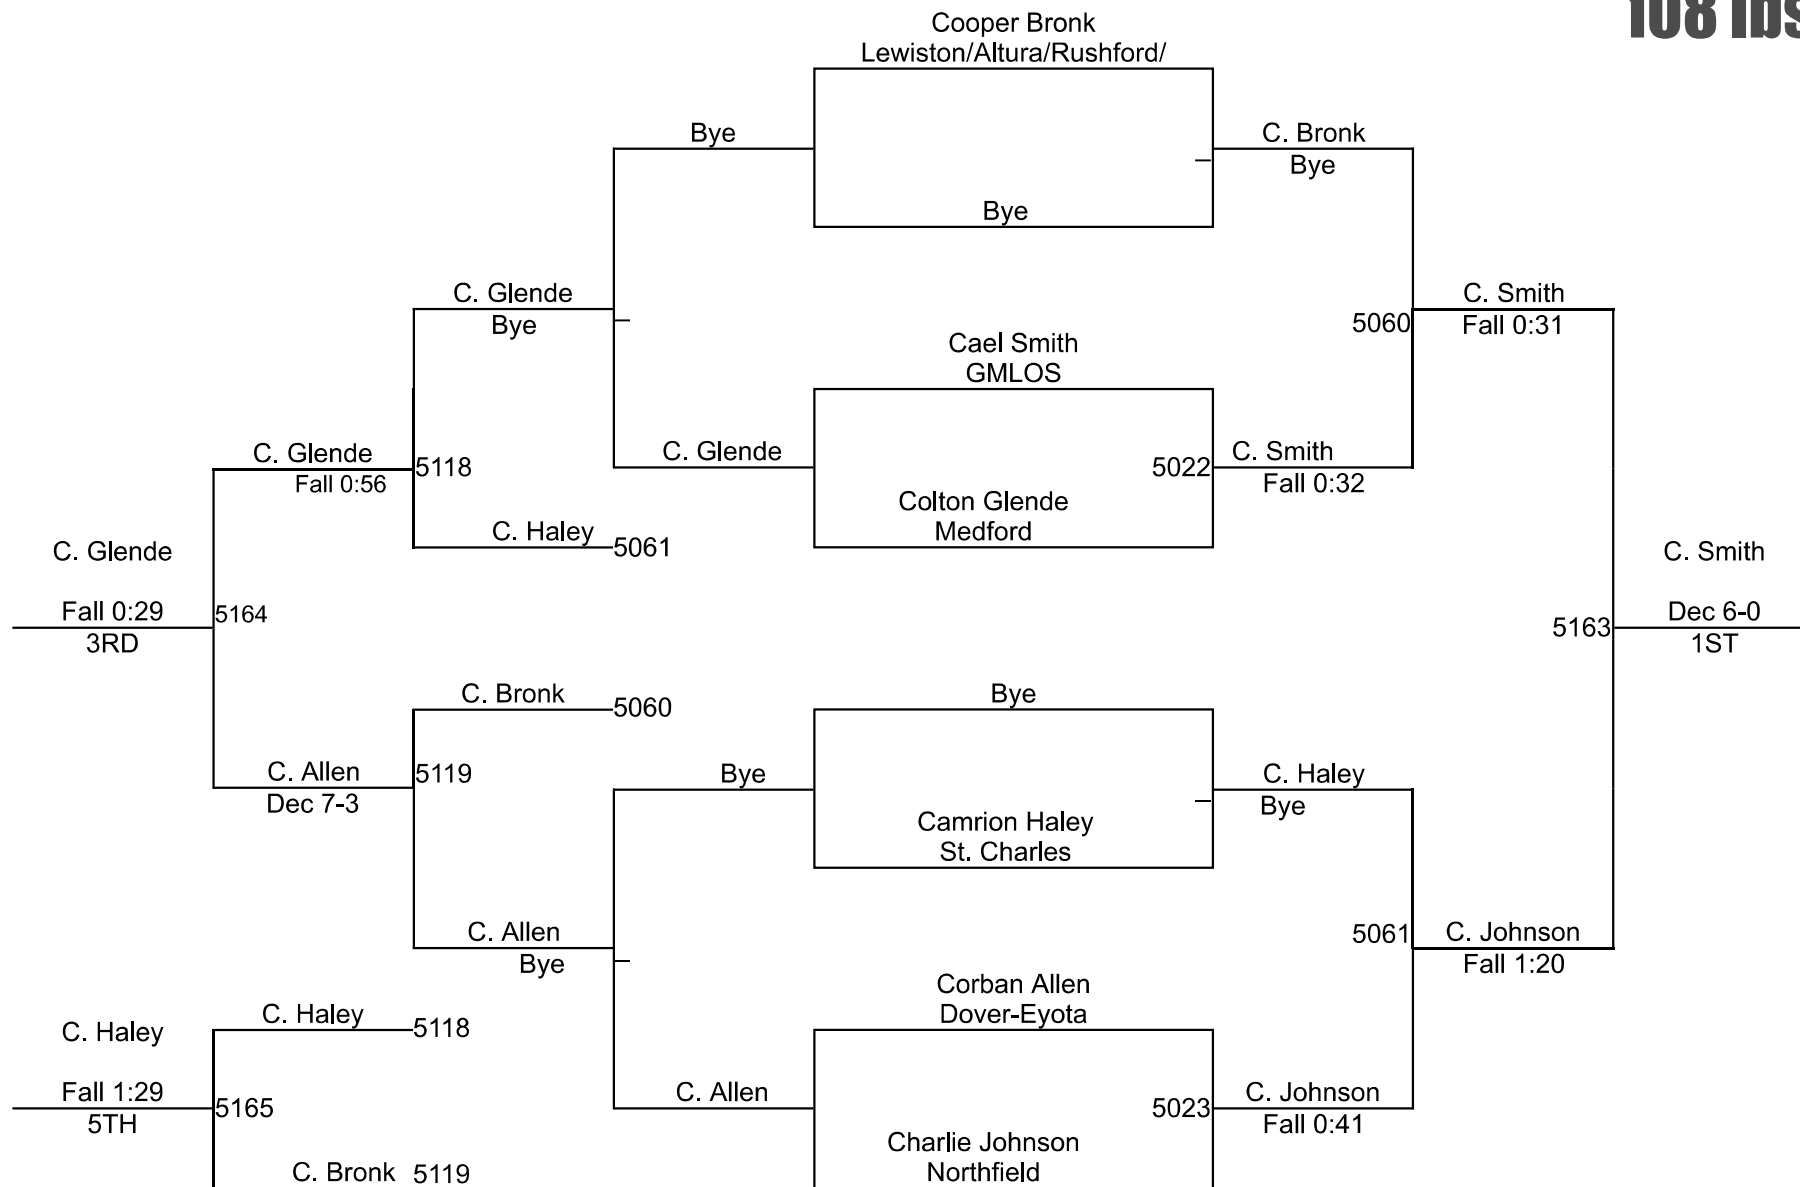 108 lbs
Cooper Bronk
Lewiston/Altura/Rushford/
Bye
C. Bronk
Bye
Bye
C. Glende
Bye
C. Smith
Fall 0:31
5060
Cael Smith
GMLOS
C. Glende
Fall 0:56
5118
C. Glende
5022
C. Smith
Fall 0:32
Colton Glende
Medford
C. Haley
5061
C. Glende
Fall 0:29
3RD
5164
C. Smith
Dec 6-0
1ST
5163
C. Bronk
5060
Bye
C. Allen
Dec 7-3
5119
Bye
C. Haley
Bye
Camrion Haley
St. Charles
C. Allen
Bye
5061
C. Johnson
Fall 1:20
Corban Allen
Dover-Eyota
C. Haley
5118
C. Haley
Fall 1:29
5TH
5165
C. Allen
5023
C. Johnson
Fall 0:41
Charlie Johnson
Northfield
C. Bronk
5119